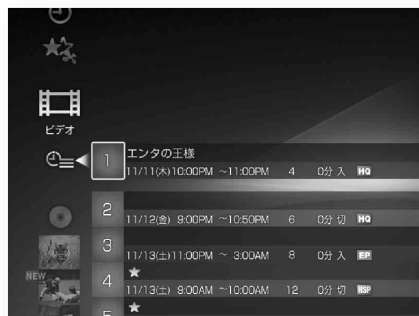 ビデオ
1
エンタの王様
11/11(木)10:00PM ~11:00PM 4 0分 入 HQ
2
11/12(金) 9:00PM ~10:50PM 6 0分 切 HQ
3
11/13(土)11:00PM ~ 3:00AM 8 0分 入 EP
NEW
4
★
11/13(土) 9:00AM ~10:00AM 12 0分 切 HSP
5
★